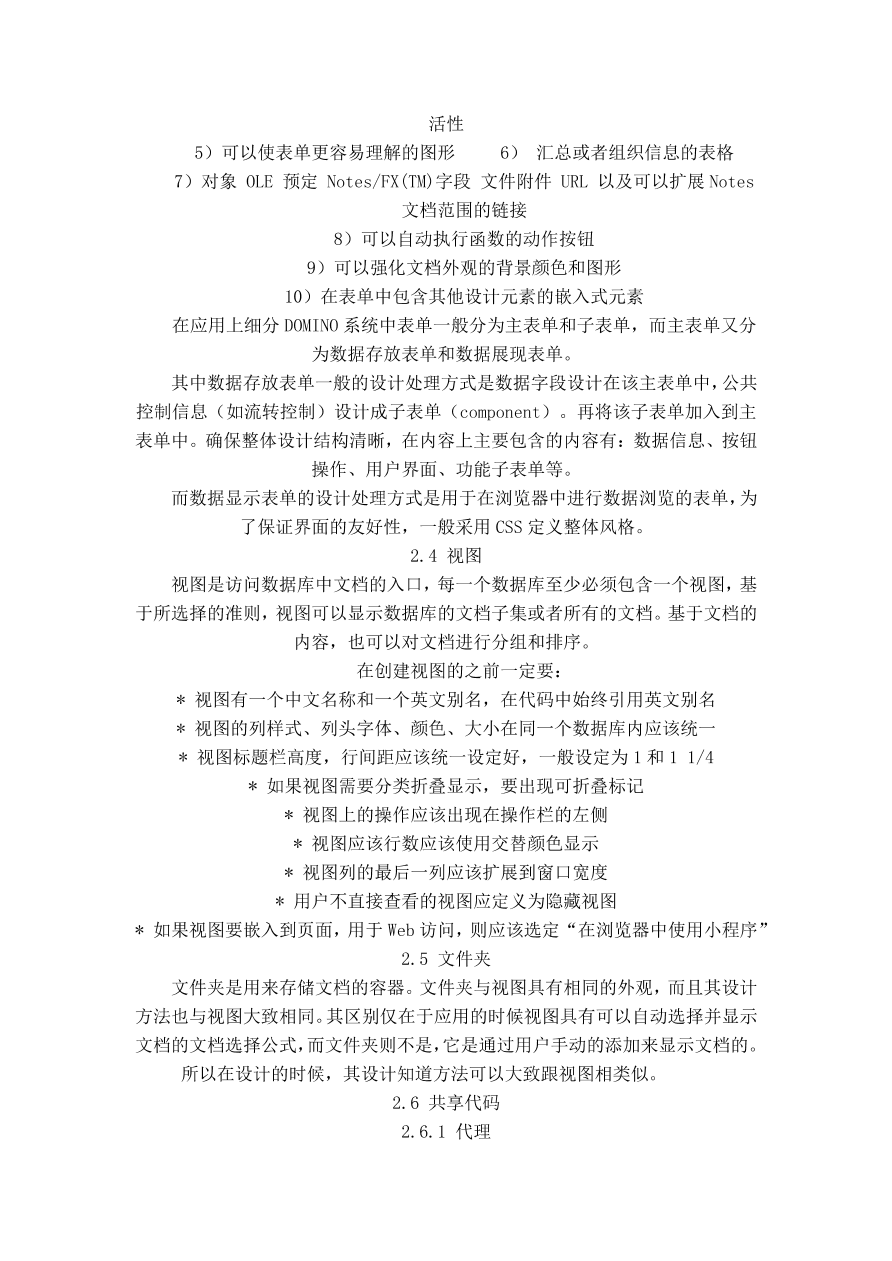 活性
5）可以使表单更容易理解的图形 6） 汇总或者组织信息的表格
7）对象 OLE 预定 Notes/FX(TM)字段 文件附件 URL 以及可以扩展 Notes
文档范围的链接
8）可以自动执行函数的动作按钮
9）可以强化文档外观的背景颜色和图形
10）在表单中包含其他设计元素的嵌入式元素
在应用上细分 DOMINO 系统中表单一般分为主表单和子表单，而主表单又分
为数据存放表单和数据展现表单。
其中数据存放表单一般的设计处理方式是数据字段设计在该主表单中，公共
控制信息（如流转控制）设计成子表单（component）。再将该子表单加入到主
表单中。确保整体设计结构清晰，在内容上主要包含的内容有：数据信息、按钮
操作、用户界面、功能子表单等。
而数据显示表单的设计处理方式是用于在浏览器中进行数据浏览的表单，为
了保证界面的友好性，一般采用 CSS 定义整体风格。
2.4 视图
视图是访问数据库中文档的入口，每一个数据库至少必须包含一个视图，基
于所选择的准则，视图可以显示数据库的文档子集或者所有的文档。基于文档的
内容，也可以对文档进行分组和排序。
在创建视图的之前一定要：
* 视图有一个中文名称和一个英文别名，在代码中始终引用英文别名
* 视图的列样式、列头字体、颜色、大小在同一个数据库内应该统一
* 视图标题栏高度，行间距应该统一设定好，一般设定为 1 和 1 1/4
* 如果视图需要分类折叠显示，要出现可折叠标记
* 视图上的操作应该出现在操作栏的左侧
* 视图应该行数应该使用交替颜色显示
* 视图列的最后一列应该扩展到窗口宽度
* 用户不直接查看的视图应定义为隐藏视图
* 如果视图要嵌入到页面，用于 Web 访问，则应该选定“在浏览器中使用小程序”
2.5 文件夹
文件夹是用来存储文档的容器。文件夹与视图具有相同的外观，而且其设计
方法也与视图大致相同。其区别仅在于应用的时候视图具有可以自动选择并显示
文档的文档选择公式，而文件夹则不是，它是通过用户手动的添加来显示文档的。
所以在设计的时候，其设计知道方法可以大致跟视图相类似。
2.6 共享代码
2.6.1 代理